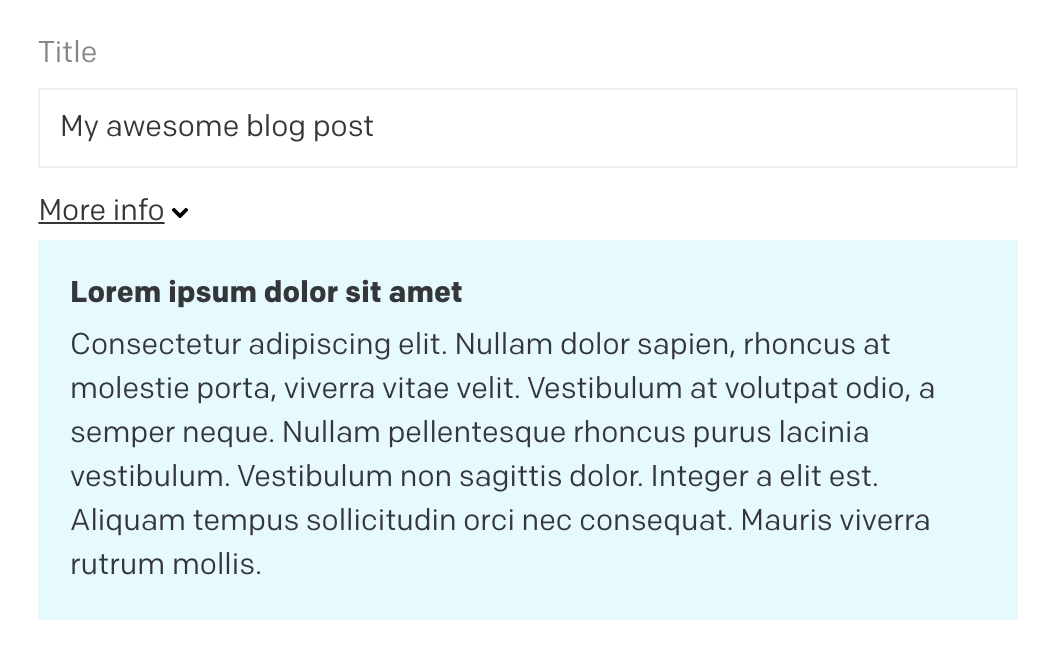 Title
My awesome blog post
More info
Lorem ipsum dolor sit amet
Consectetur adipiscing elit. Nullam dolor sapien, rhoncus at
molestie porta, viverra vitae velit. Vestibulum at volutpat odio, a
semper neque. Nullam pellentesque rhoncus purus lacinia
vestibulum. Vestibulum non sagittis dolor. Integer a elit est.
Aliquam tempus sollicitudin orci nec consequat. Mauris viverra
rutrum mollis.